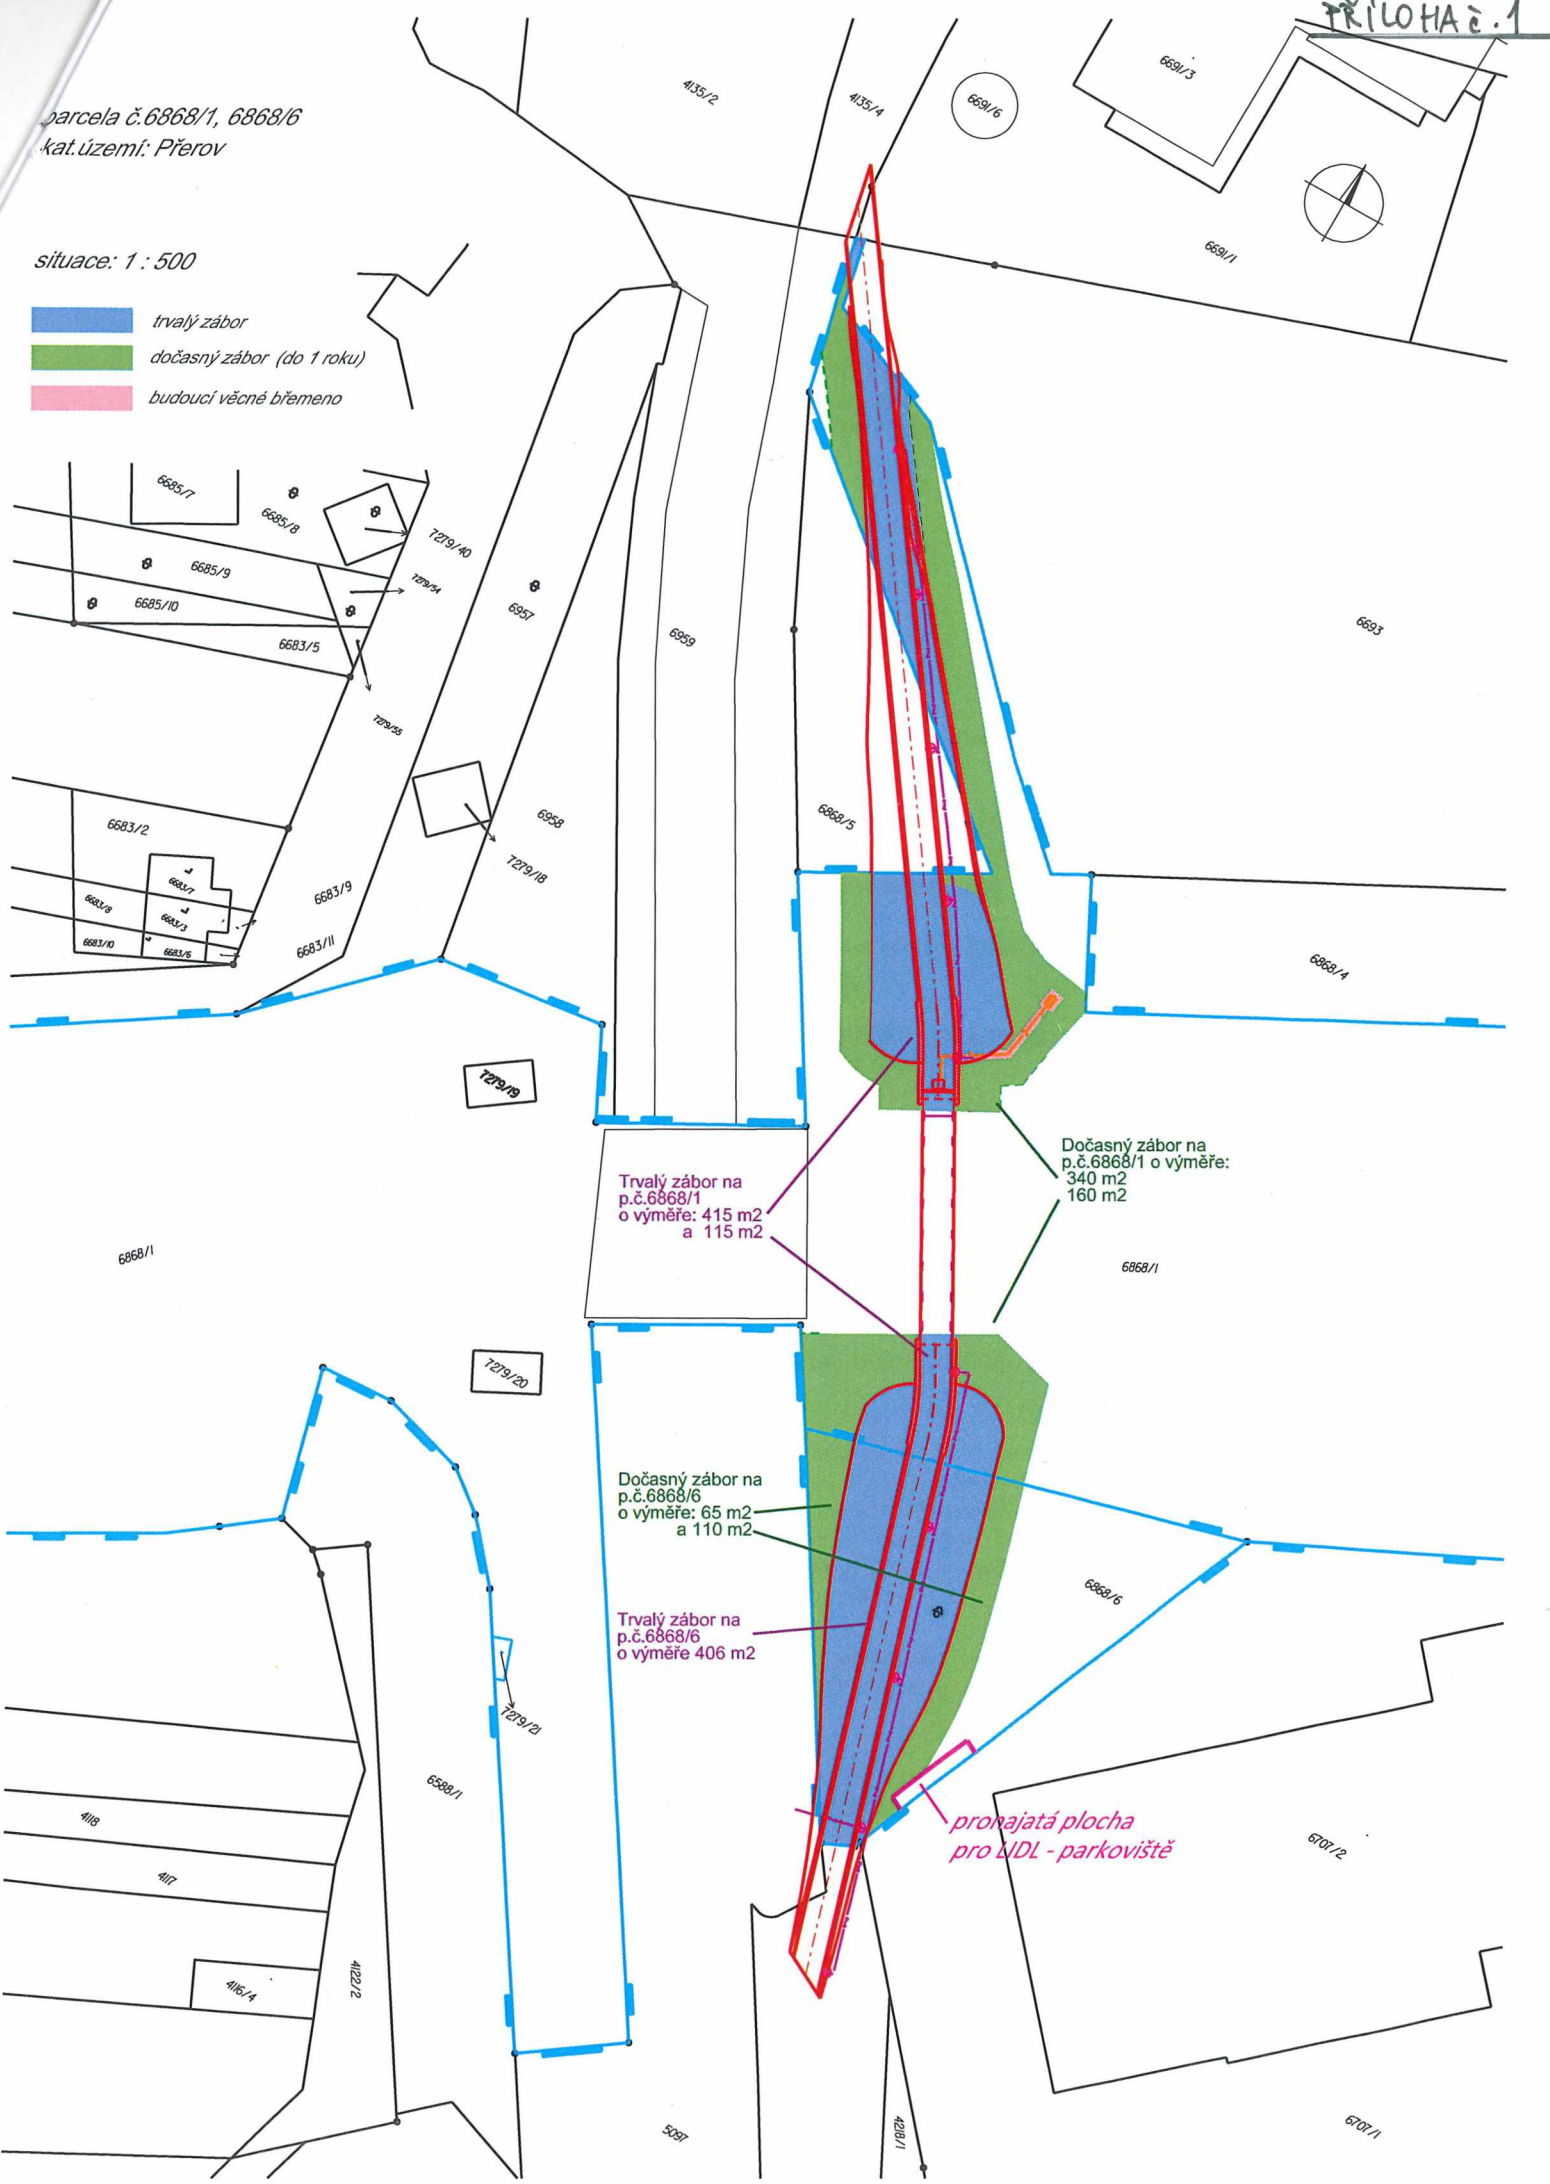 PŘÍLOHA č.1
parcela č.6868/1, 6868/6
kat.území: Přerov
situace: 1 : 500
trvalý zábor
dočasný zábor (do 1 roku)
budoucí věcné břemeno
4135/2
4135/4
6691/6
6691/3
6691/1
6685/7
6685/8
7279/40
6685/9
7279/54
6685/10
6683/5
6957
6959
6693
7279/55
6683/2
6958
6868/5
7279/18
6683/7
6683/9
6683/8
6683/3
6683/10
6683/6
6683/11
6868/4
7279/19
Dočasný zábor na
p.č.6868/1 o výměře:
340 m2
160 m2
Trvalý zábor na
p.č.6868/1
o výměře: 415 m2
a 115 m2
6868/1
6868/1
7279/20
Dočasný zábor na
p.č.6868/6
o výměře: 65 m2
a 110 m2
6868/6
Trvalý zábor na
p.č.6868/6
o výměře 406 m2
7279/21
6588/1
pronajatá plocha
pro LIDL - parkoviště
4118
4117
6707/2
4116/4
4122/2
5097
4218/1
6707/1